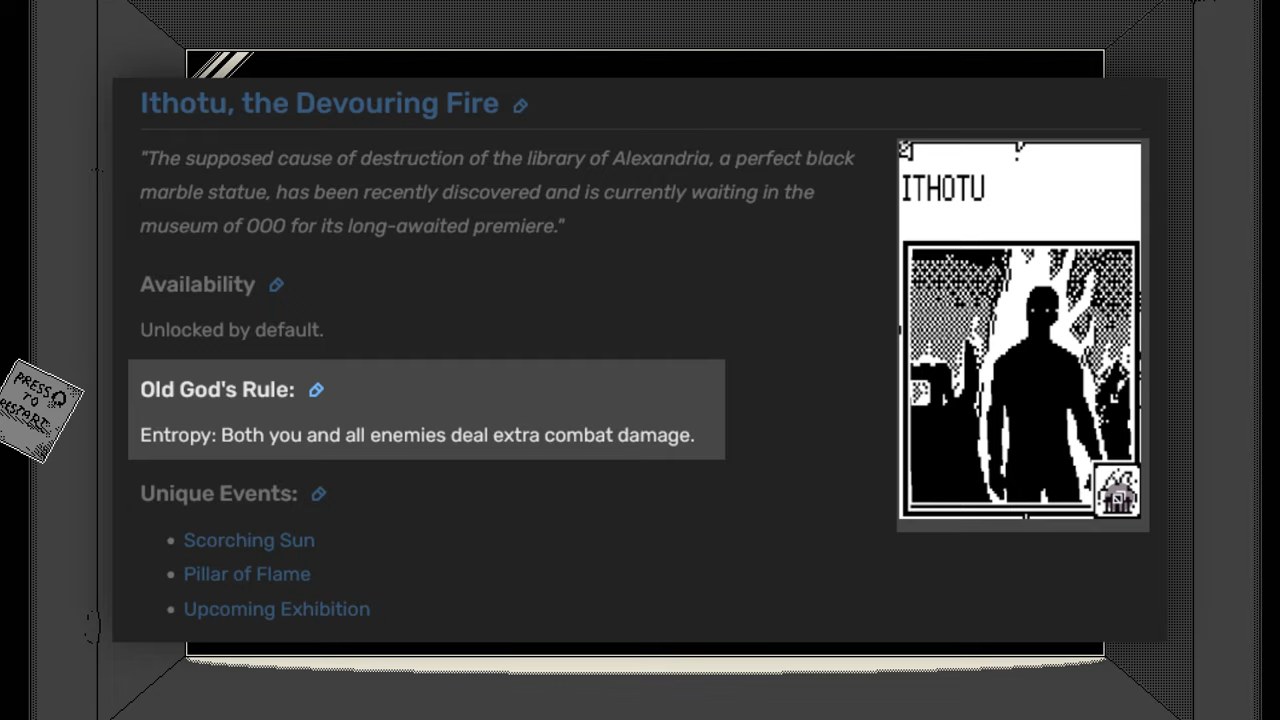 Ithotu, the Devouring Fire
"The supposed cause of destruction of the library of Alexandria, a perfect black
marble statue, has been recently discovered and is currently waiting in the
museum of OOO for its long-awaited premiere."
ITHOTU
Availability
Unlocked by default.
PRESS
TO
RESTART
Old God's Rule:
Entropy: Both you and all enemies deal extra combat damage.
Unique Events:
Scorching Sun
Pillar of Flame
Upcoming Exhibition